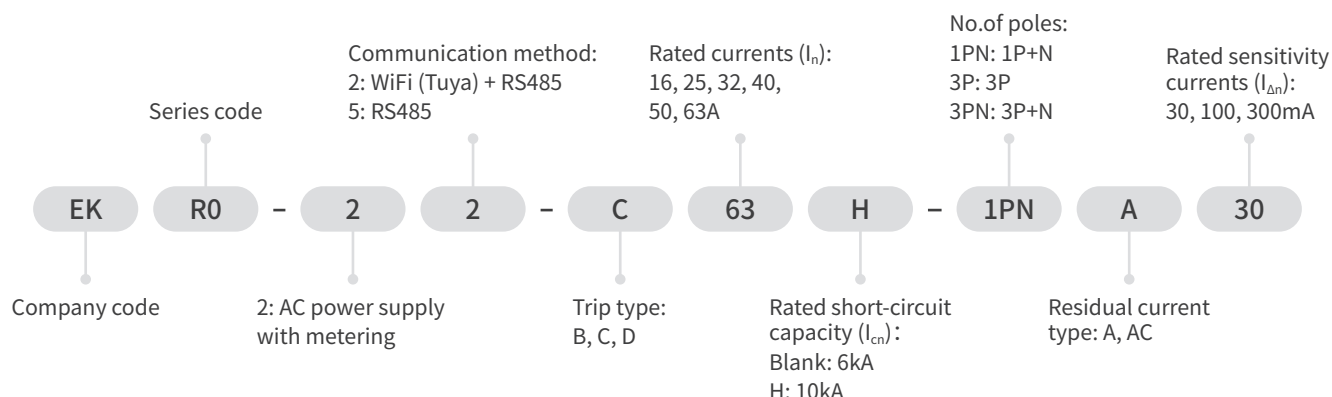 No.of poles:
1PN: 1P+N
3P: 3P
3PN: 3P+N
Communication method:
2: WiFi (Tuya) + RS485
5: RS485
Rated currents (Iₙ):
16, 25, 32, 40,
50, 63A
Rated sensitivity
currents (IΔn):
30, 100, 300mA
Series code
EK R0 – 2 2 – C 63 H – 1PN A 30
Company code
2: AC power supply
with metering
Trip type:
B, C, D
Rated short-circuit
capacity (Icn):
Blank: 6kA
H: 10kA
Residual current
type: A, AC